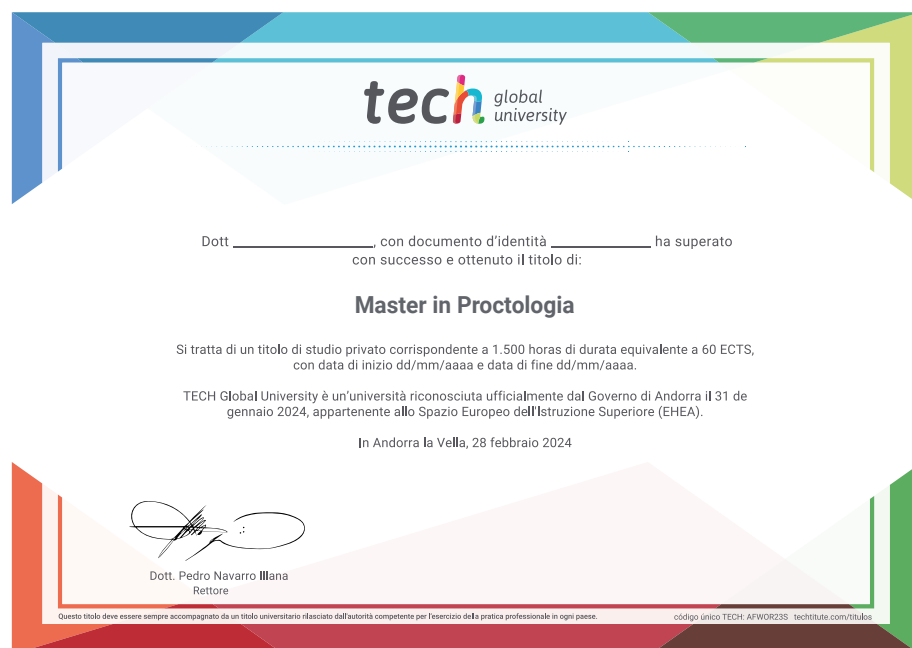 tech global university
Dott ____________________, con documento d'identità ______________ ha superato
con successo e ottenuto il titolo di:
Master in Proctologia
Si tratta di un titolo di studio privato corrispondente a 1.500 horas di durata equivalente a 60 ECTS,
con data di inizio dd/mm/aaaa e data di fine dd/mm/aaaa.
TECH Global University è un'università riconosciuta ufficialmente dal Governo di Andorra il 31 de
gennaio 2024, appartenente allo Spazio Europeo dell'Istruzione Superiore (EHEA).
In Andorra la Vella, 28 febbraio 2024
Dott. Pedro Navarro Illana
Rettore
Questo titolo deve essere sempre accompagnato da un titolo universitario rilasciato dall'autorità competente per l'esercizio della pratica professionale in ogni paese.
código único TECH: AFWOR23S techtitute.com/titulos